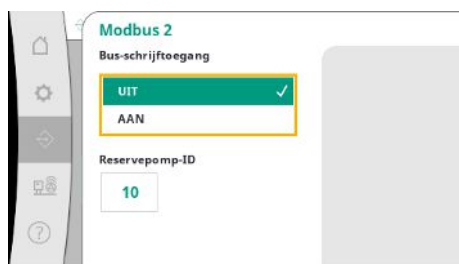 Modbus 2
Bus-schrijftoegang
UIT
AAN
Reservepomp-ID
10